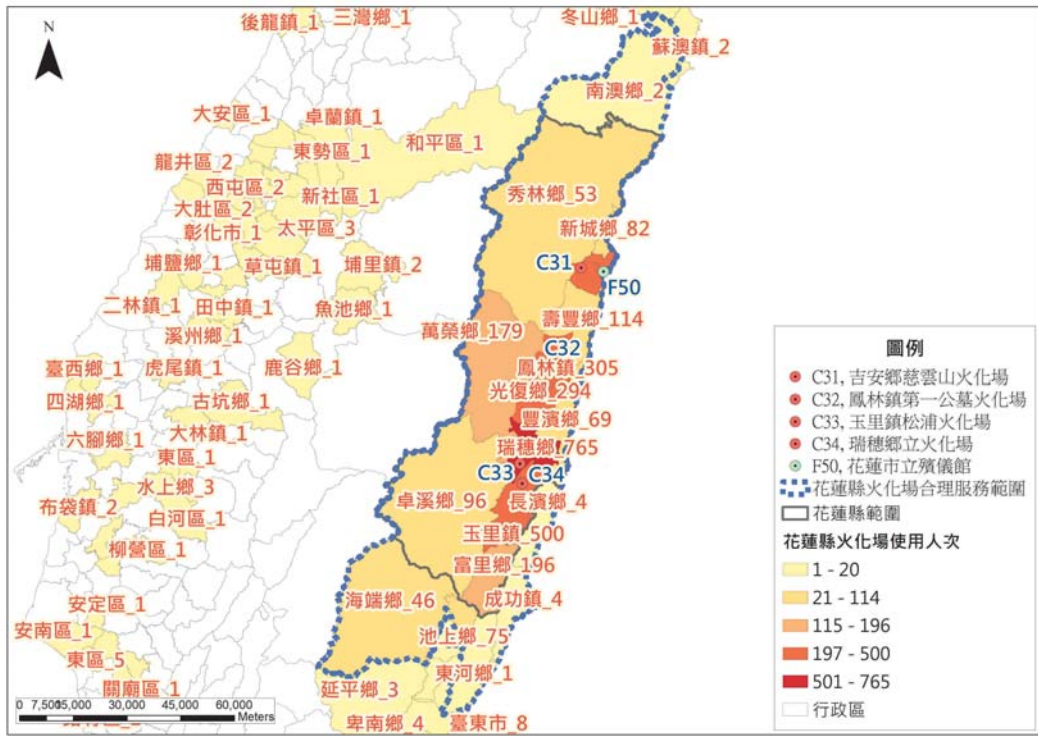 N
後龍鎮_1
三灣鄉_1
冬山鄉_1
蘇澳鎮_2
南澳鄉_2
大安區_1
卓蘭鎮_1
和平區_1
東勢區_1
龍井區_2
西屯區_2
新社區_1
秀林鄉_53
大肚區_2
太平區_3
新城鄉_82
彰化市_1
埔鹽鄉_1
草屯鎮_1
埔里鎮_2
C31
F50
二林鎮_1
田中鎮_1
魚池鄉_1
溪州鄉_1
萬榮鄉_179
壽豐鄉_114
C32
臺西鄉_1
虎尾鎮_1
鹿谷鄉_1
鳳林鎮_305
四湖鄉_1
古坑鄉_1
光復鄉_294
豐濱鄉_69
六腳鄉_1
大林鎮_1
瑞穗鄉_765
東區_1
C33
C34
水上鄉_3
布袋鎮_2
卓溪鄉_96
長濱鄉_4
白河區_1
玉里鎮_500
柳營區_1
富里鄉_196
安定區_1
海端鄉_46
成功鎮_4
安南區_1
池上鄉_75
東區_5
東河鄉_1
關廟區_1
延平鄉_3
卑南鄉_4
臺東市_8
0 7,500 15,000 30,000 45,000 60,000
Meters
圖例
C31, 吉安鄉慈雲山火化場
C32, 鳳林鎮第一公墓火化場
C33, 玉里鎮松浦火化場
C34, 瑞穗鄉立火化場
F50, 花蓮市立殯儀館
花蓮縣火化場合理服務範圍
花蓮縣範圍
花蓮縣火化場使用人次
1 - 20
21 - 114
115 - 196
197 - 500
501 - 765
行政區